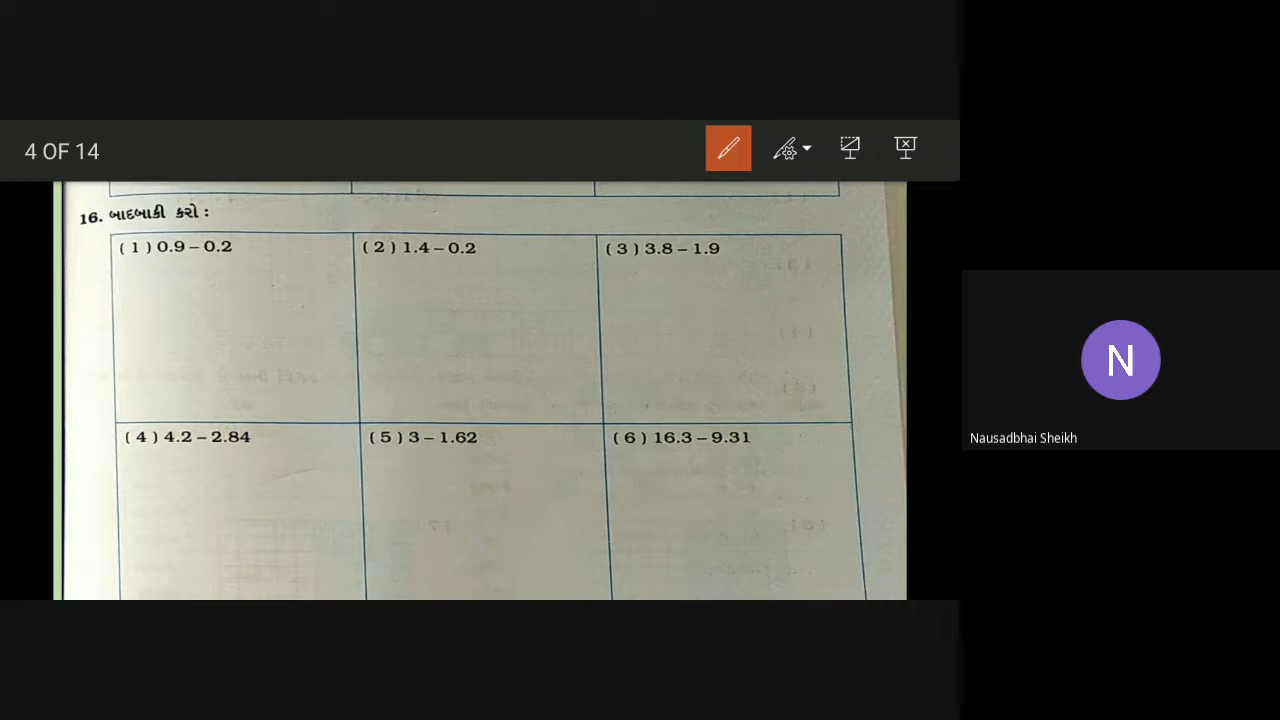 4 OF 14
16. બાદબાકી કરો :
( 1 ) 0.9 – 0.2
( 2 ) 1.4 – 0.2
( 3 ) 3.8 – 1.9
( 4 ) 4.2 – 2.84
( 5 ) 3 – 1.62
( 6 ) 16.3 – 9.31
N
Nausadbhai Sheikh